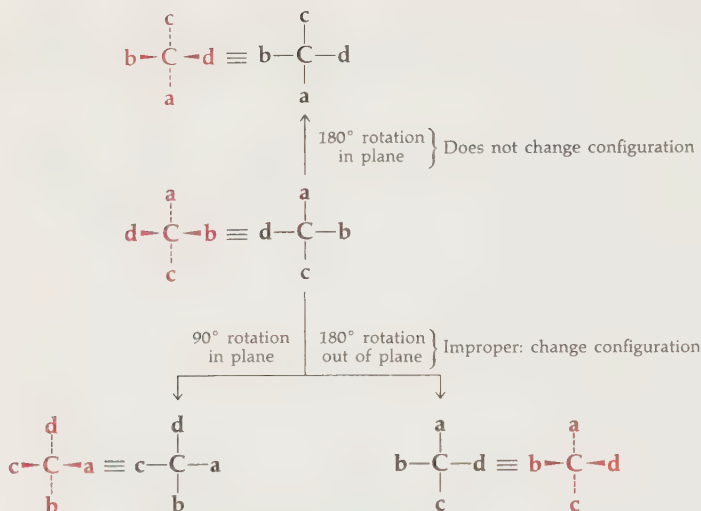 c c
b C d ≡ b—C—d
a a
180° rotation
in plane } Does not change configuration
a a
d C b ≡ d—C—b
c c
90° rotation
in plane
180° rotation
out of plane } Improper: change configuration
d d
c C a ≡ c—C—a
b b
a a
b—C—d ≡ b C d
c c